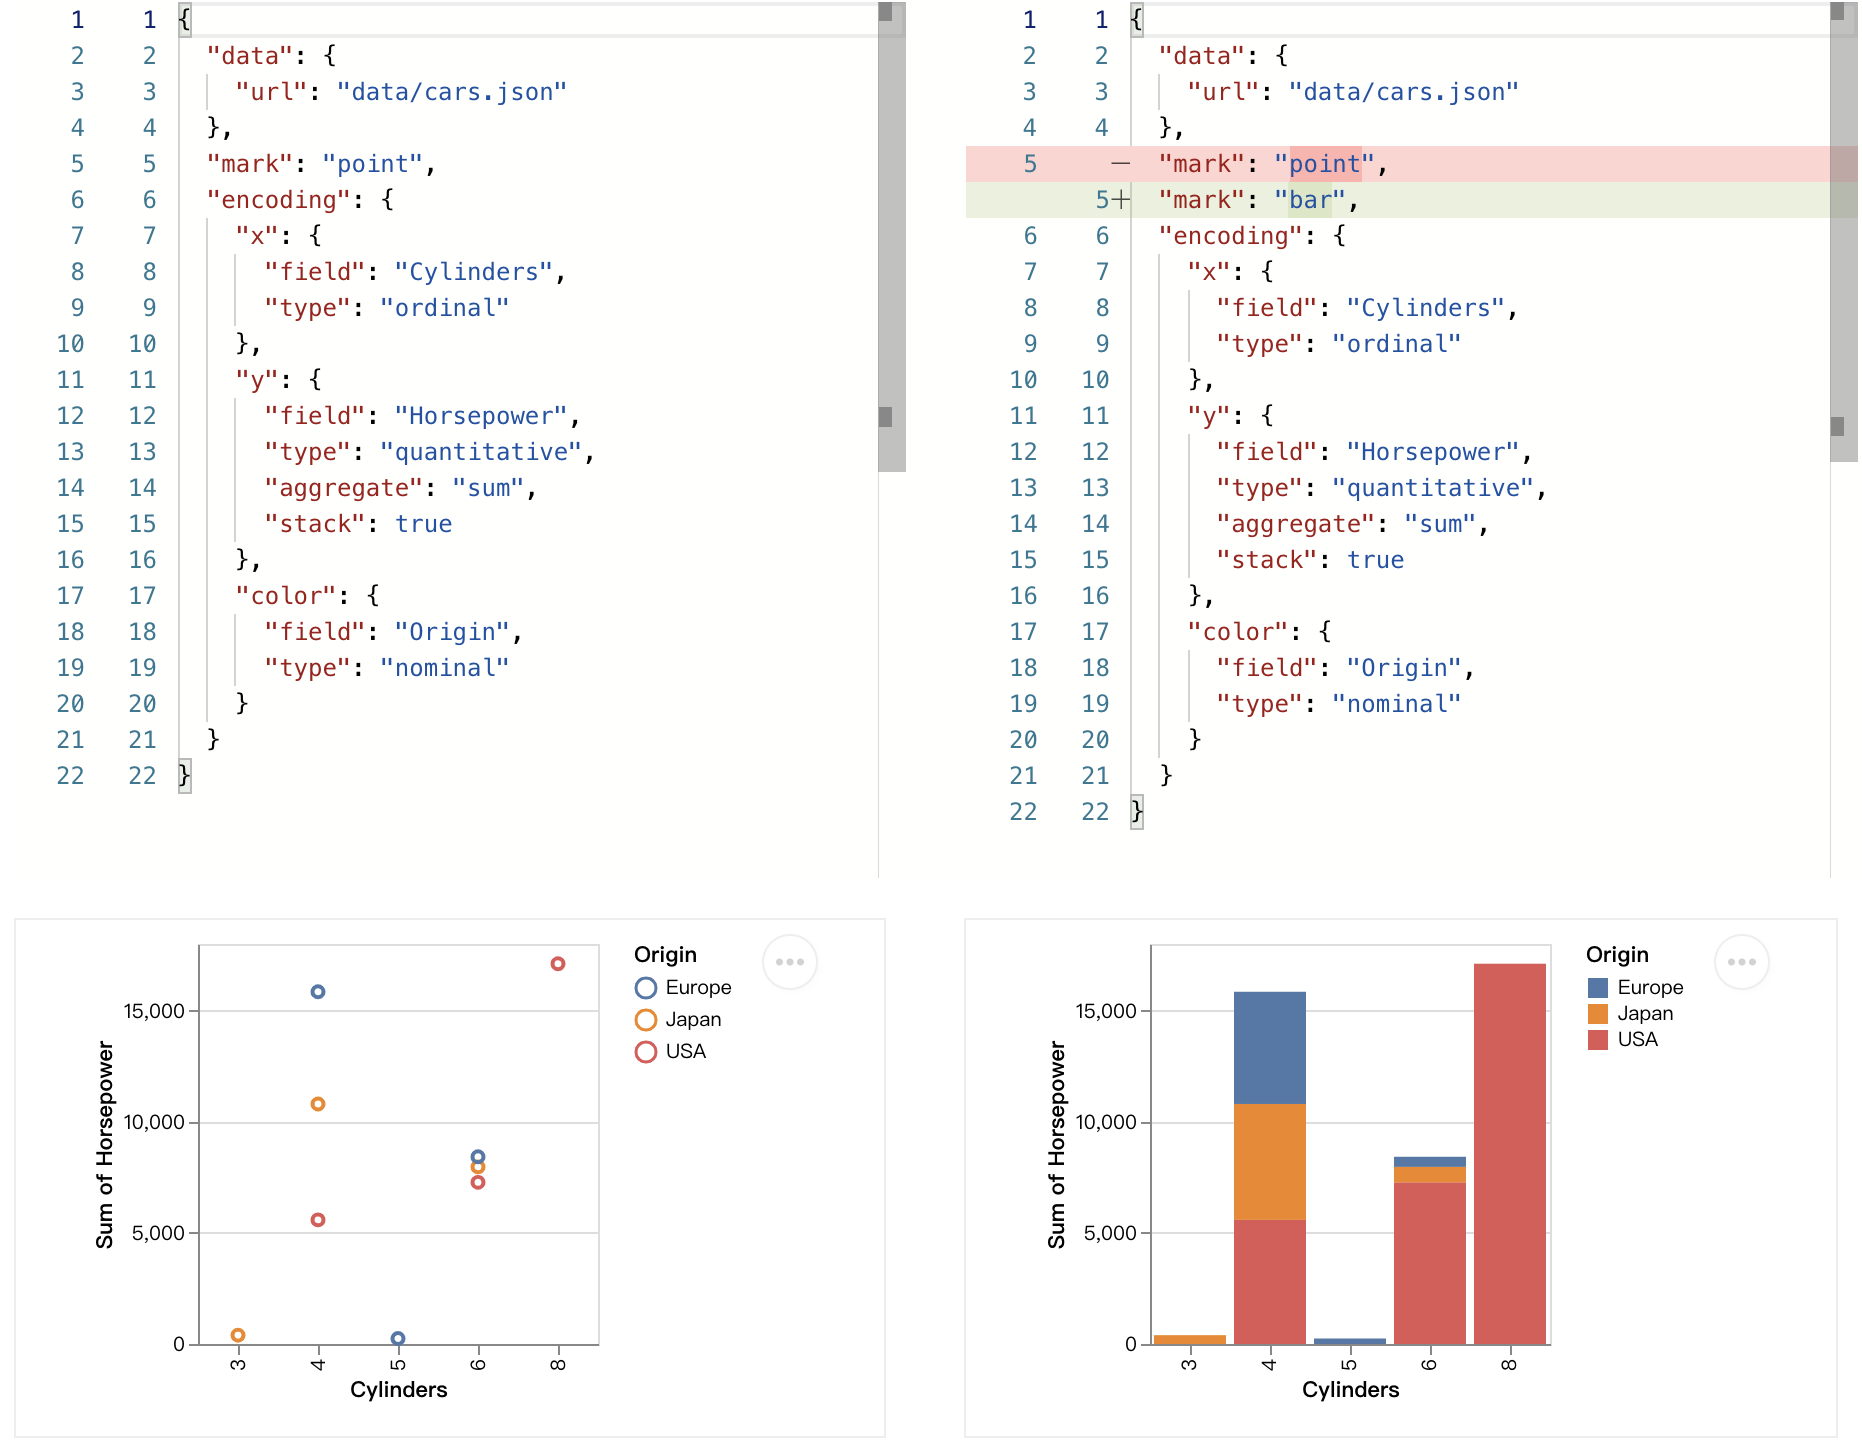 1 1 {
2 2 "data": {
3 3 "url": "data/cars.json"
4 4 },
5 5 "mark": "point",
6 6 "encoding": {
7 7 "x": {
8 8 "field": "Cylinders",
9 9 "type": "ordinal"
10 10 },
11 11 "y": {
12 12 "field": "Horsepower",
13 13 "type": "quantitative",
14 14 "aggregate": "sum",
15 15 "stack": true
16 16 },
17 17 "color": {
18 18 "field": "Origin",
19 19 "type": "nominal"
20 20 }
21 21 }
22 22 }
1 1 {
2 2 "data": {
3 3 "url": "data/cars.json"
4 4 },
5 — "mark": "point",
5+ "mark": "bar",
6 6 "encoding": {
7 7 "x": {
8 8 "field": "Cylinders",
9 9 "type": "ordinal"
10 10 },
11 11 "y": {
12 12 "field": "Horsepower",
13 13 "type": "quantitative",
14 14 "aggregate": "sum",
15 15 "stack": true
16 16 },
17 17 "color": {
18 18 "field": "Origin",
19 19 "type": "nominal"
20 20 }
21 21 }
22 22 }
Sum of Horsepower
15,000
10,000
5,000
0
3 4 5 6 8
Cylinders
Origin
Europe
Japan
USA
Sum of Horsepower
15,000
10,000
5,000
0
3 4 5 6 8
Cylinders
Origin
Europe
Japan
USA